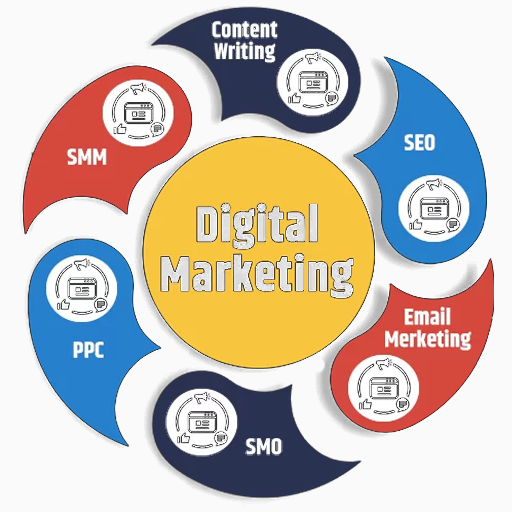 Content
Writing
SEO
Email
Merketing
SMO
PPC
SMM
Digital
Marketing